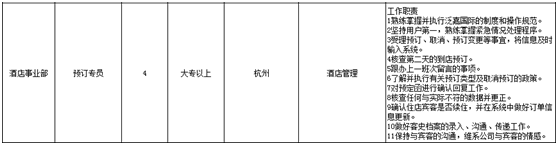 酒店事业部
预订专员
4
大专以上
杭州
酒店管理
工作职责
1熟练掌握并执行泛嘉国际的制度和操作规范。
2坚持用户第一，熟练掌握紧急情况处理程序。
3受理预订、取消、预订变更等事宜，将信息及时
输入系统。
4核查第二天的到店预订。
5跟办上一班次留言的事项。
6了解并执行有关预订类型及取消预订的政策。
7对预定函进行确认回复工作。
8核查任何与实际不符的数据并更正。
9确认住店宾客是否续住，并在系统中做好订单信
息更新。
10做好客史档案的录入、沟通、传递工作。
11保持与宾客的沟通，维系公司与宾客的情感。